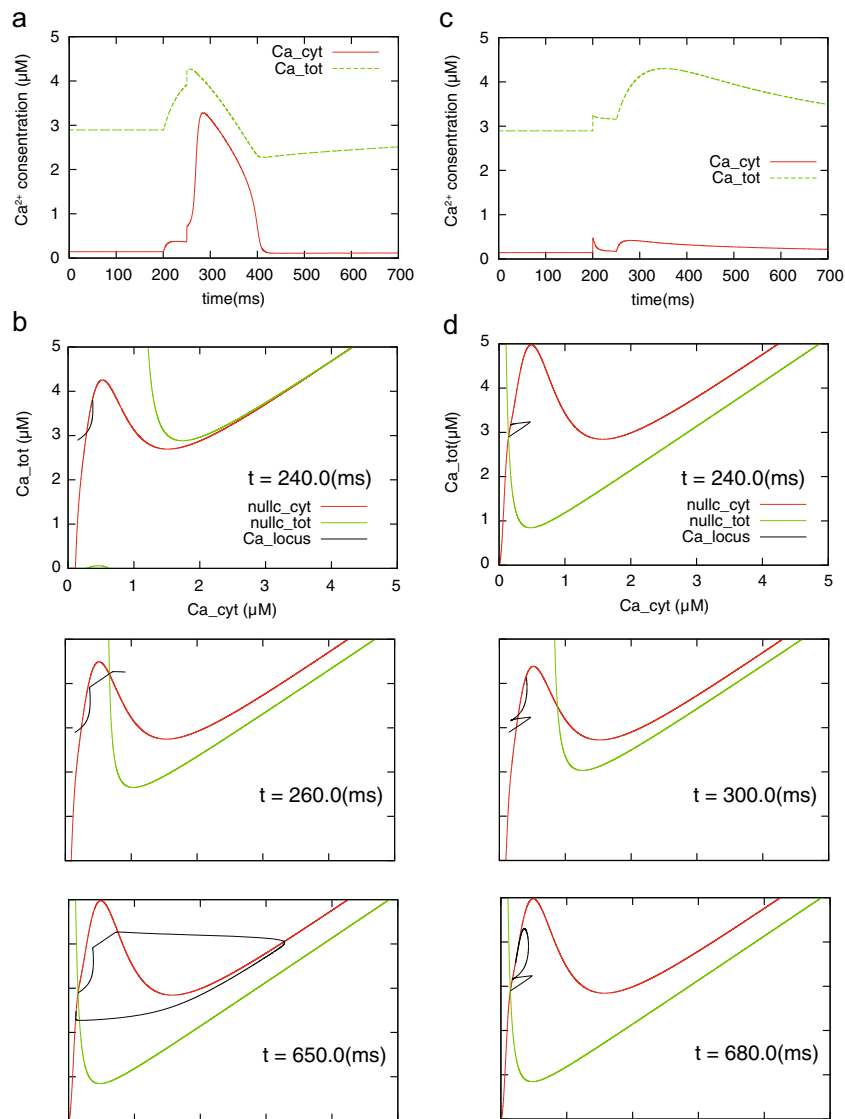 a
Ca_cyt
Ca_tot
Ca²⁺ consentration (µM)
5
4
3
2
1
0
0 100 200 300 400 500 600 700
time(ms)
c
Ca_cyt
Ca_tot
Ca²⁺ concentration (µM)
5
4
3
2
1
0
0 100 200 300 400 500 600 700
time(ms)
b
Ca_tot (µM)
5
4
3
2
1
0
t = 240.0(ms)
nullc_cyt
nullc_tot
Ca_locus
0 1 2 3 4 5
Ca_cyt (µM)
d
Ca_tot(µM)
5
4
3
2
1
0
t = 240.0(ms)
nullc_cyt
nullc_tot
Ca_locus
0 1 2 3 4 5
Ca_cyt (µM)
t = 260.0(ms)
t = 300.0(ms)
t = 650.0(ms)
t = 680.0(ms)